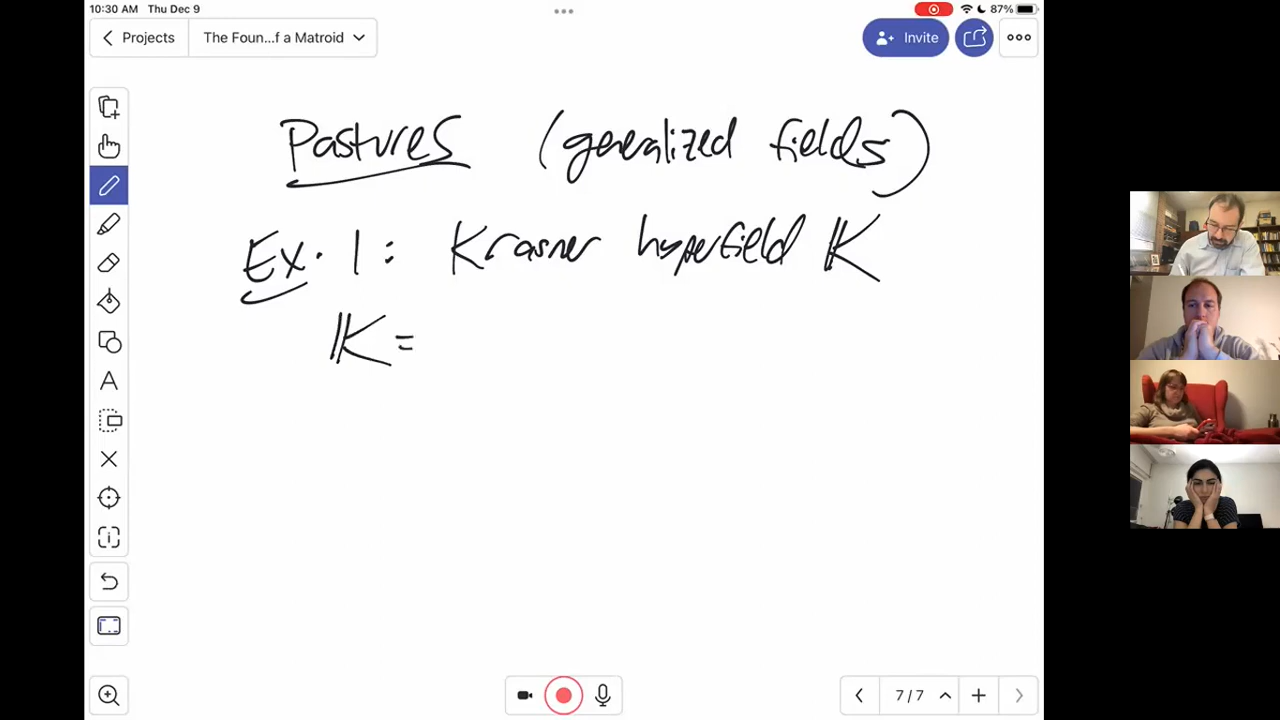 10:30 AM Thu Dec 9
87%
Projects
The Foun...f a Matroid
Invite
Pastures (generalized fields)
Ex. 1: Krasner hyperfield 𝕂
𝕂 =
A
7/7